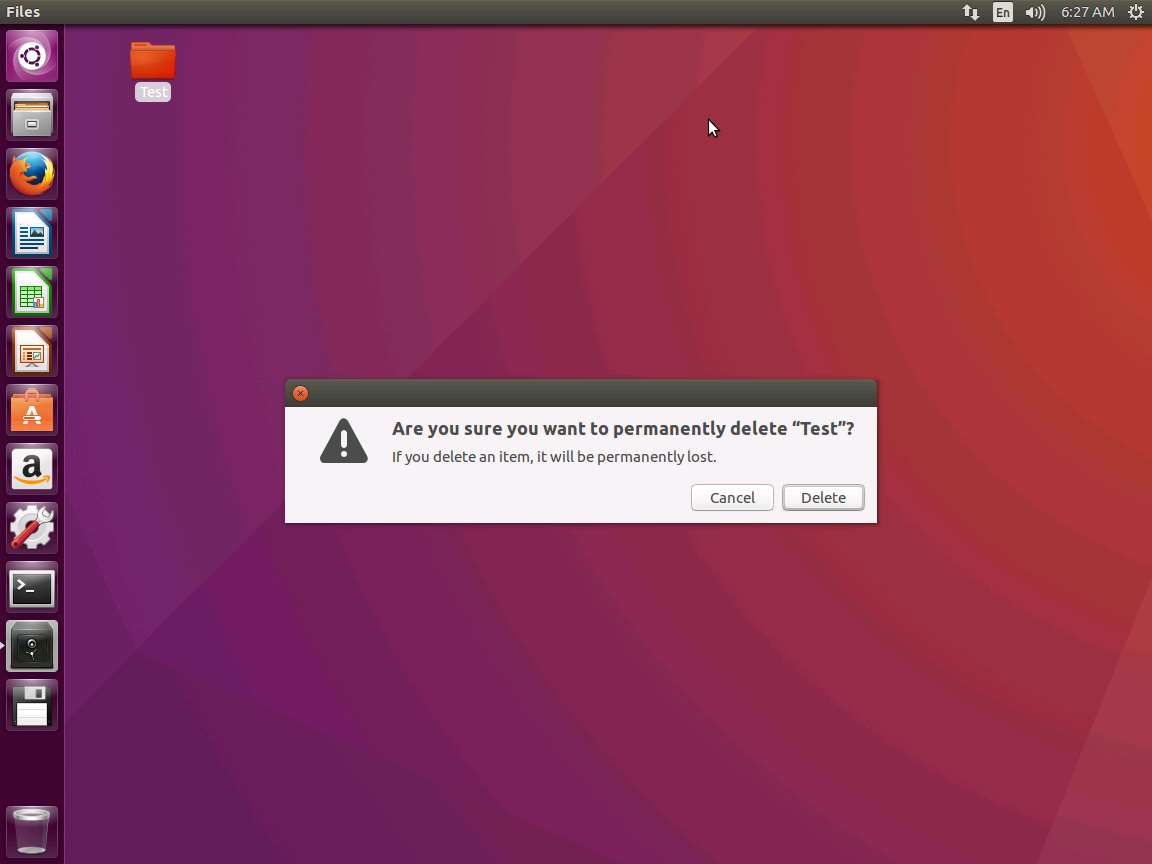 Files
En
6:27 AM
Test
Are you sure you want to permanently delete “Test”?
If you delete an item, it will be permanently lost.
Cancel
Delete